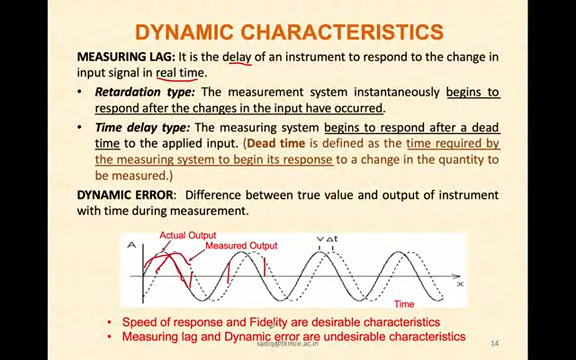 DYNAMIC CHARACTERISTICS
MEASURING LAG: It is the delay of an instrument to respond to the change in
input signal in real time.
• Retardation type: The measurement system instantaneously begins to
respond after the changes in the input have occurred.
• Time delay type: The measuring system begins to respond after a dead
time to the applied input. (Dead time is defined as the time required by
the measuring system to begin its response to a change in the quantity to
be measured.)
DYNAMIC ERROR: Difference between true value and output of instrument
with time during measurement.
Actual Output
A
Measured Output
Δt
x
Time
• Speed of response and Fidelity are desirable characteristics
• Measuring lag and Dynamic error are undesirable characteristics
sadiq@tkmce.ac.in
14